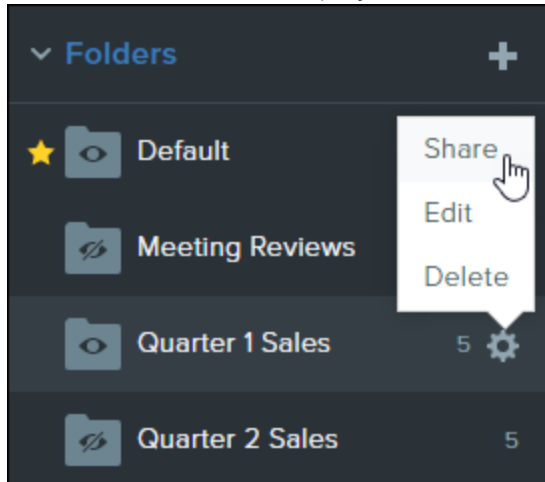 Folders
Default
Share
Edit
Meeting Reviews
Delete
Quarter 1 Sales 5
Quarter 2 Sales 5